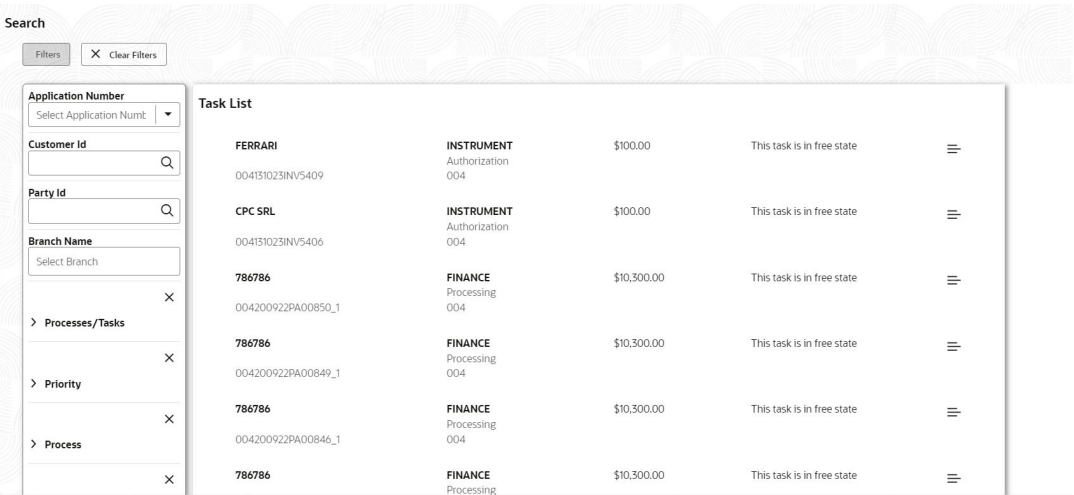 Search
Filters
Clear Filters
Application Number
Select Application Numb
Customer Id
Party Id
Branch Name
Select Branch
Processes/Tasks
Priority
Process
Task List
FERRARI INSTRUMENT $100.00 This task is in free state
Authorization
004131023INV5409 004
CPC SRL INSTRUMENT $100.00 This task is in free state
Authorization
004131023INV5406 004
786786 FINANCE $10,300.00 This task is in free state
Processing
004200922PA00850_1 004
786786 FINANCE $10,300.00 This task is in free state
Processing
004200922PA00849_1 004
786786 FINANCE $10,300.00 This task is in free state
Processing
004200922PA00846_1 004
786786 FINANCE $10,300.00 This task is in free state
Processing